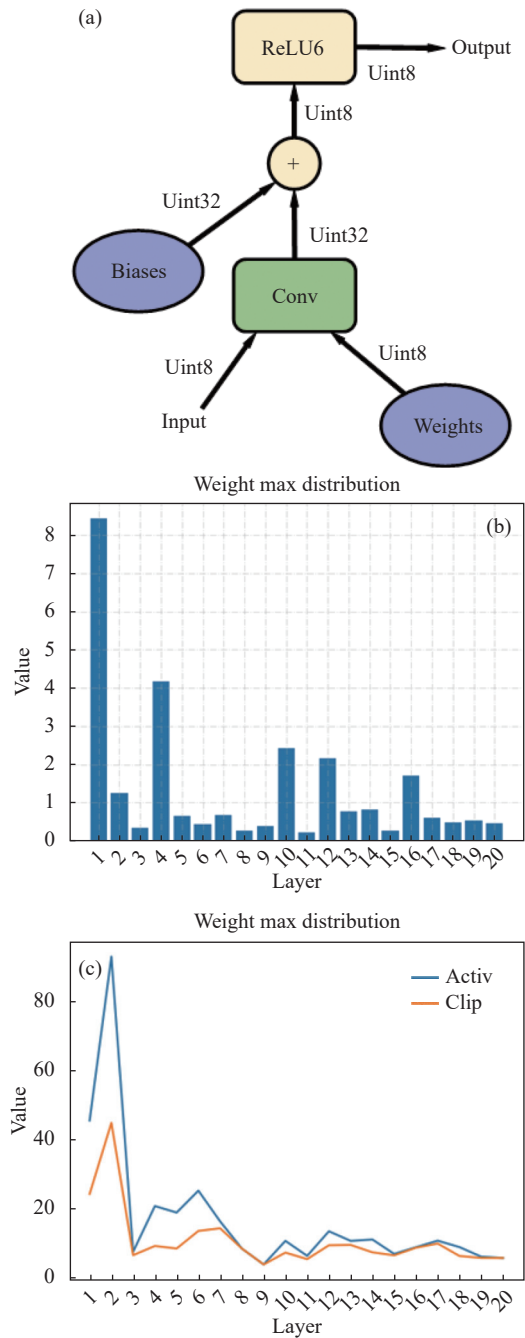 (a)
ReLU6
Output
Uint8
Uint8
+
Uint32
Uint32
Biases
Conv
Uint8
Uint8
Input
Weights
Weight max distribution
(b)
8
7
6
5
4
3
2
1
0
Value
1 2 3 4 5 6 7 8 9 10 11 12 13 14 15 16 17 18 19 20
Layer
Weight max distribution
(c)
Activ
Clip
80
60
40
20
0
Value
1 2 3 4 5 6 7 8 9 10 11 12 13 14 15 16 17 18 19 20
Layer